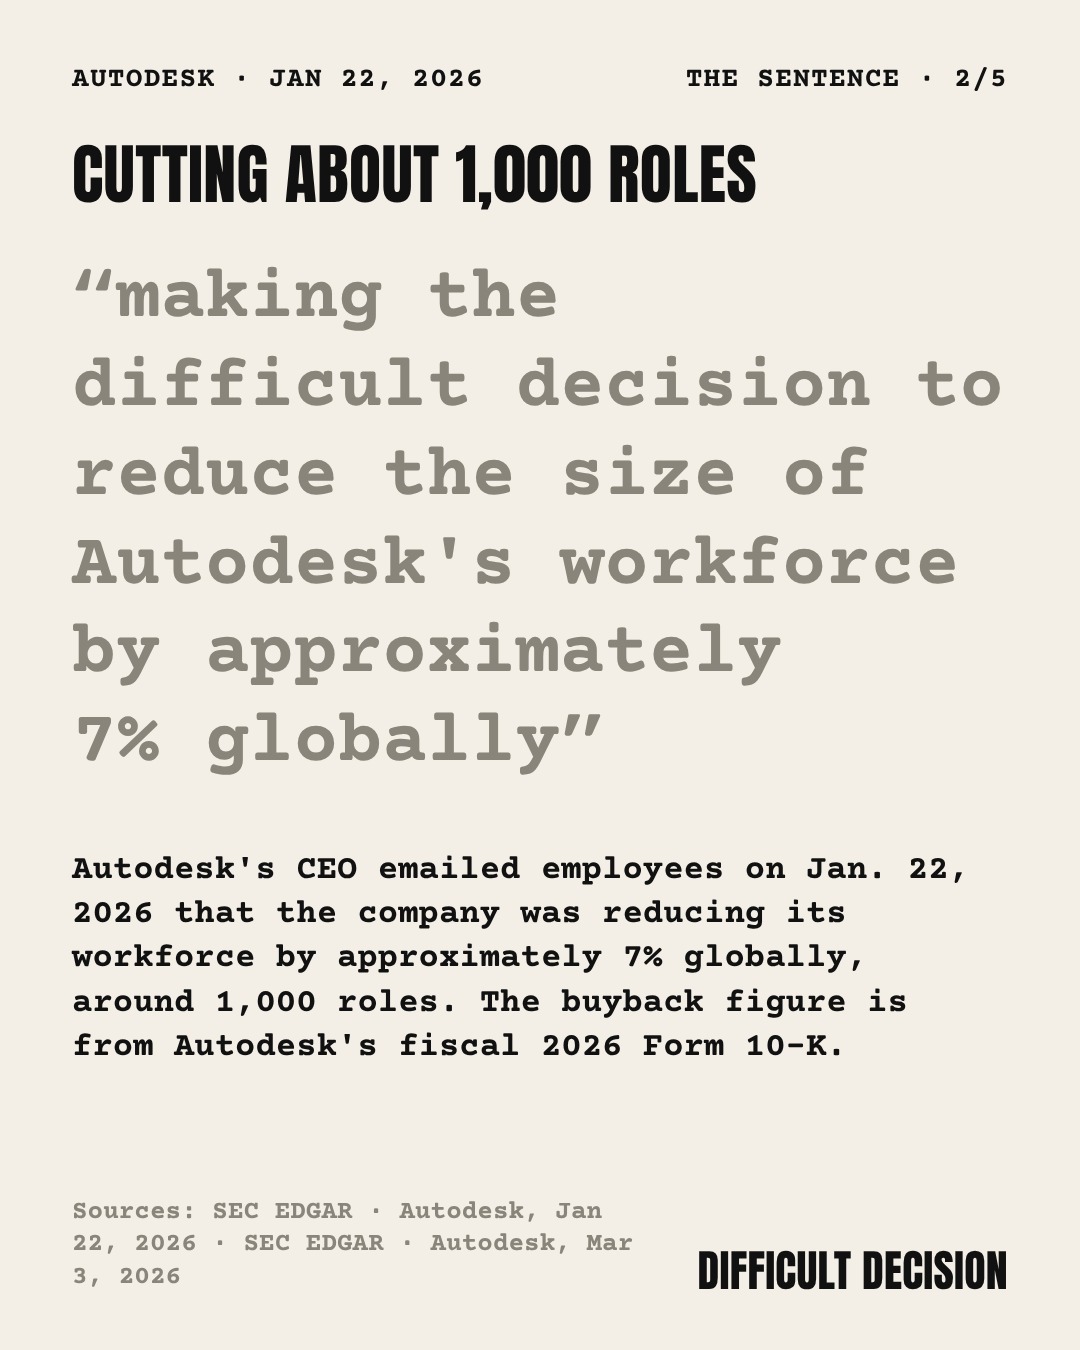 AUTODESK · JAN 22, 2026
THE SENTENCE · 2/5
CUTTING ABOUT 1,000 ROLES
“making the
difficult decision to
reduce the size of
Autodesk's workforce
by approximately
7% globally”
Autodesk's CEO emailed employees on Jan. 22,
2026 that the company was reducing its
workforce by approximately 7% globally,
around 1,000 roles. The buyback figure is
from Autodesk's fiscal 2026 Form 10-K.
Sources: SEC EDGAR · Autodesk, Jan
22, 2026 · SEC EDGAR · Autodesk, Mar
3, 2026
DIFFICULT DECISION